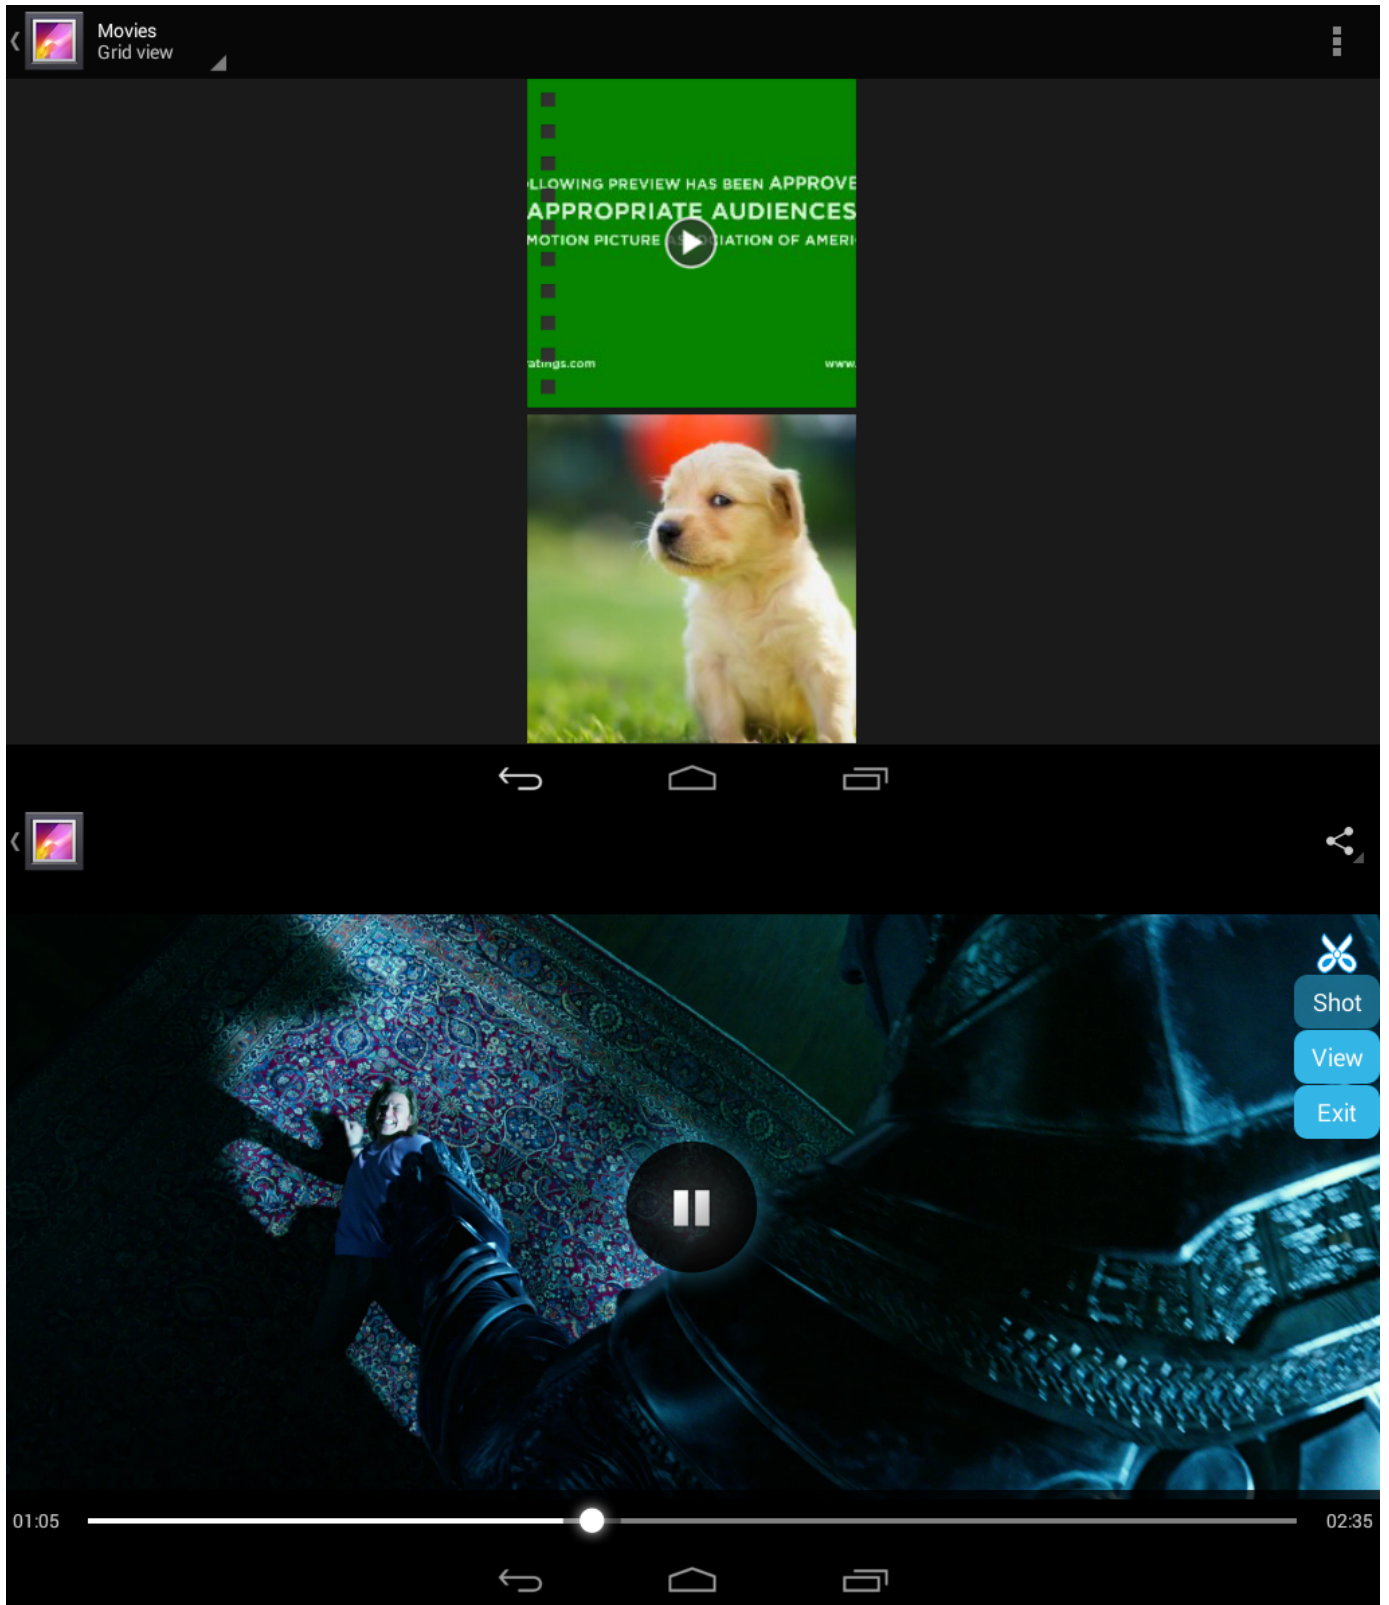 Movies
Grid view
LLOWING PREVIEW HAS BEEN APPROVE
APPROPRIATE AUDIENCES
MOTION PICTURE ASSOCIATION OF AMERI
atings.com
www.
Shot
View
Exit
01:05
02:35